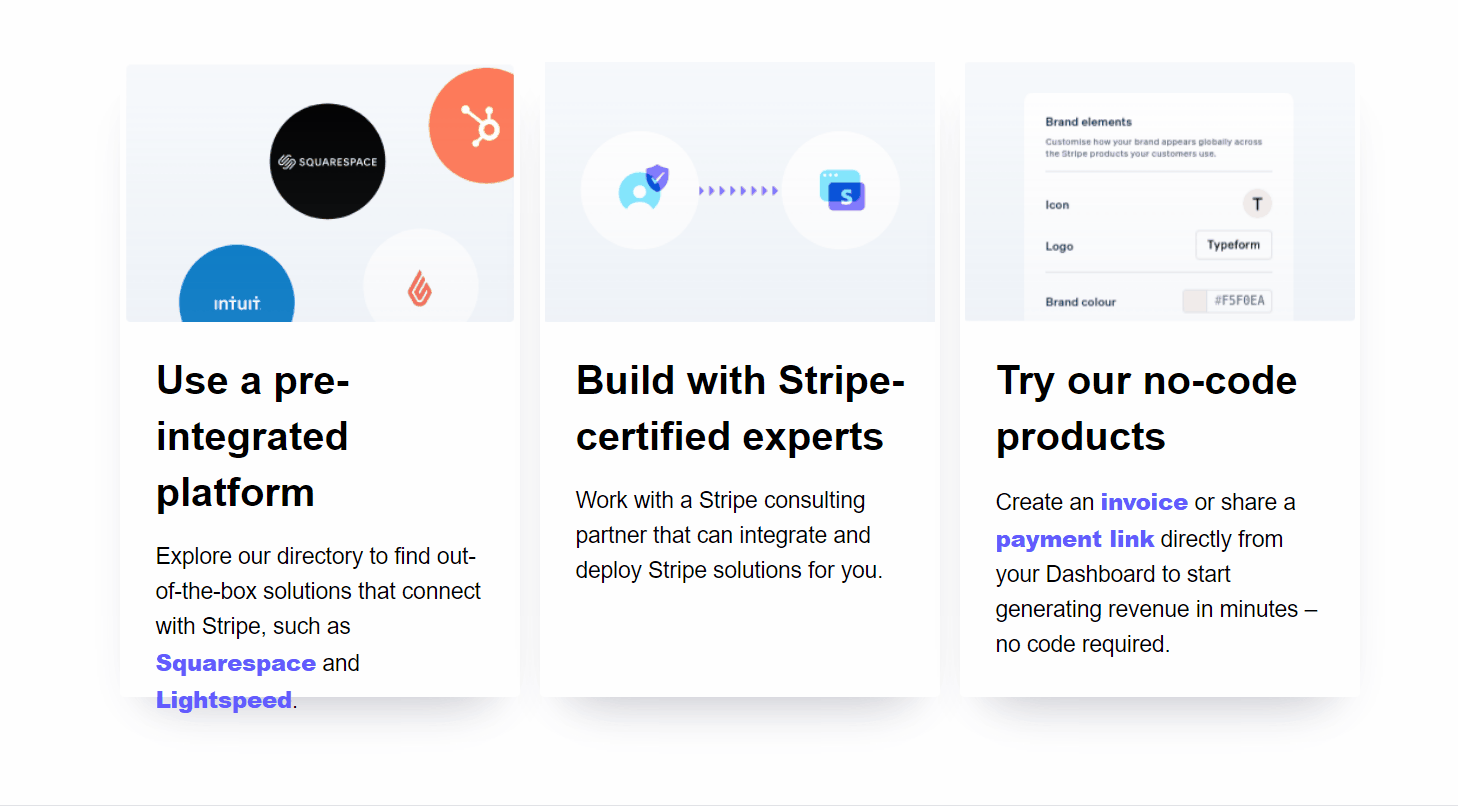 SQUARESPACE
intuit
Brand elements
Customise how your brand appears globally across
the Stripe products your customers use.
Icon
T
Logo
Typeform
Brand colour
#F5F0EA
S
Use a pre-
integrated
platform
Explore our directory to find out-
of-the-box solutions that connect
with Stripe, such as
Squarespace and
Lightspeed.
Build with Stripe-
certified experts
Work with a Stripe consulting
partner that can integrate and
deploy Stripe solutions for you.
Try our no-code
products
Create an invoice or share a
payment link directly from
your Dashboard to start
generating revenue in minutes –
no code required.